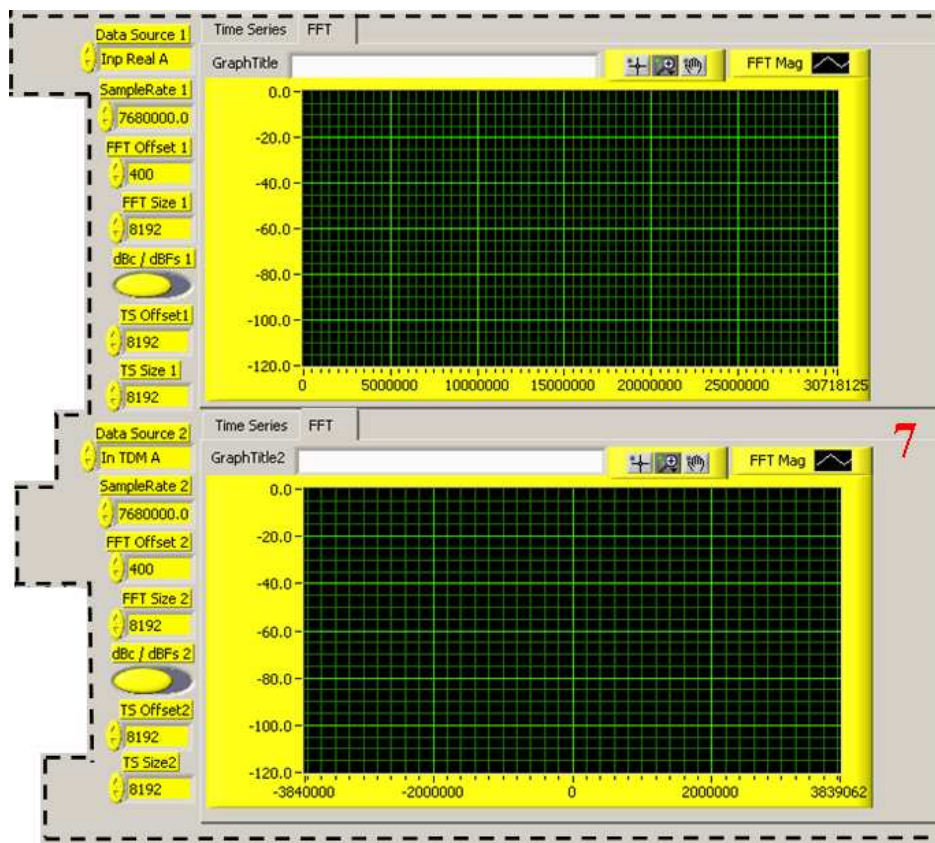 Data Source 1
Inp Real A
SampleRate 1
7680000.0
FFT Offset 1
400
FFT Size 1
8192
dBc / dBFs 1
TS Offset1
8192
TS Size 1
8192
Time Series FFT
GraphTitle
FFT Mag
0.0
-20.0
-40.0
-60.0
-80.0
-100.0
-120.0
0 5000000 10000000 15000000 20000000 25000000 30718125
Data Source 2
In TDM A
SampleRate 2
7680000.0
FFT Offset 2
400
FFT Size 2
8192
dBc / dBFs 2
TS Offset2
8192
TS Size2
8192
Time Series FFT
7
GraphTitle2
FFT Mag
0.0
-20.0
-40.0
-60.0
-80.0
-100.0
-120.0
-3840000 -2000000 0 2000000 3839062